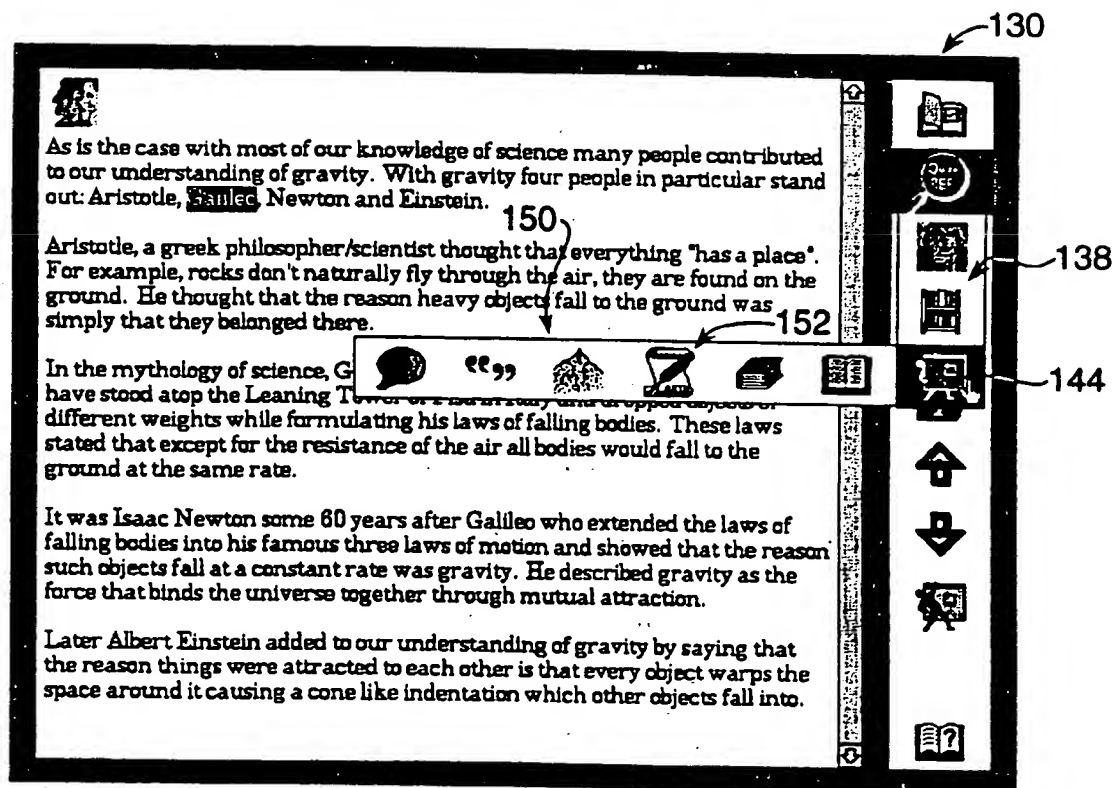 130
As is the case with most of our knowledge of science many people contributed
to our understanding of gravity. With gravity four people in particular stand
out: Aristotle, Galileo, Newton and Einstein.
150
Aristotle, a greek philosopher/scientist thought that everything "has a place".
For example, rocks don't naturally fly through the air, they are found on the
138
ground. He thought that the reason heavy objects fall to the ground was
simply that they belonged there.
152
In the mythology of science, G
144
have stood atop the Leaning
different weights while formulating his laws of falling bodies. These laws
stated that except for the resistance of the air all bodies would fall to the
ground at the same rate.
It was Isaac Newton some 60 years after Galileo who extended the laws of
falling bodies into his famous three laws of motion and showed that the reason
such objects fall at a constant rate was gravity. He described gravity as the
force that binds the universe together through mutual attraction.
Later Albert Einstein added to our understanding of gravity by saying that
the reason things were attracted to each other is that every object warps the
space around it causing a cone like indentation which other objects fall into.
?